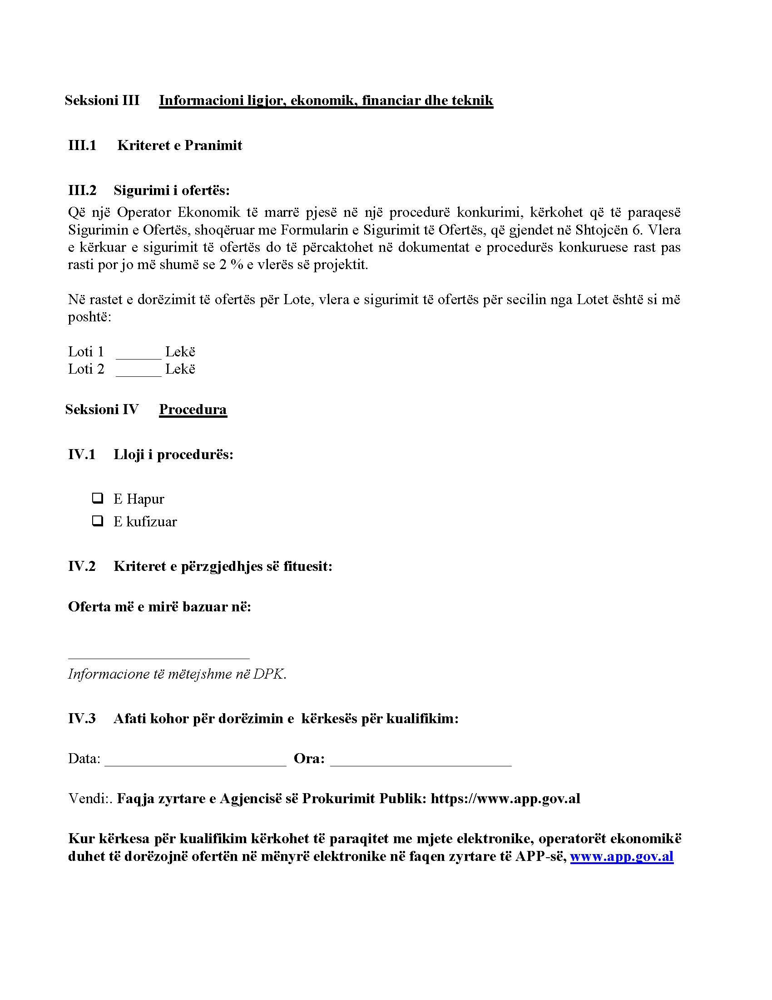 Seksioni III Informacioni ligjor, ekonomik, financiar dhe teknik
III.1 Kriteret e Pranimit
III.2 Sigurimi i ofertës:
Që një Operator Ekonomik të marrë pjesë në një procedurë konkurimi, kërkohet që të paraqesë
Sigurimin e Ofertës, shoqëruar me Formularin e Sigurimit të Ofertës, që gjendet në Shtojcën 6. Vlera
e kërkuar e sigurimit të ofertës do të përcaktohet në dokumentat e procedurës konkuruese rast pas
rasti por jo më shumë se 2 % e vlerës së projektit.
Në rastet e dorëzimit të ofertës për Lote, vlera e sigurimit të ofertës për secilin nga Lotet është si më
poshtë:
Loti 1 ______ Lekë
Loti 2 ______ Lekë
Seksioni IV Procedura
IV.1 Lloji i procedurës:
❑ E Hapur
❑ E kufizuar
IV.2 Kriteret e përzgjedhjes së fituesit:
Oferta më e mirë bazuar në:
________________________
Informacione të mëtejshme në DPK.
IV.3 Afati kohor për dorëzimin e kërkesës për kualifikim:
Data: ________________________ Ora: ________________________
Vendi:. Faqja zyrtare e Agjencisë së Prokurimit Publik: https://www.app.gov.al
Kur kërkesa për kualifikim kërkohet të paraqitet me mjete elektronike, operatorët ekonomikë
duhet të dorëzojnë ofertën në mënyrë elektronike në faqen zyrtare të APP-së, www.app.gov.al